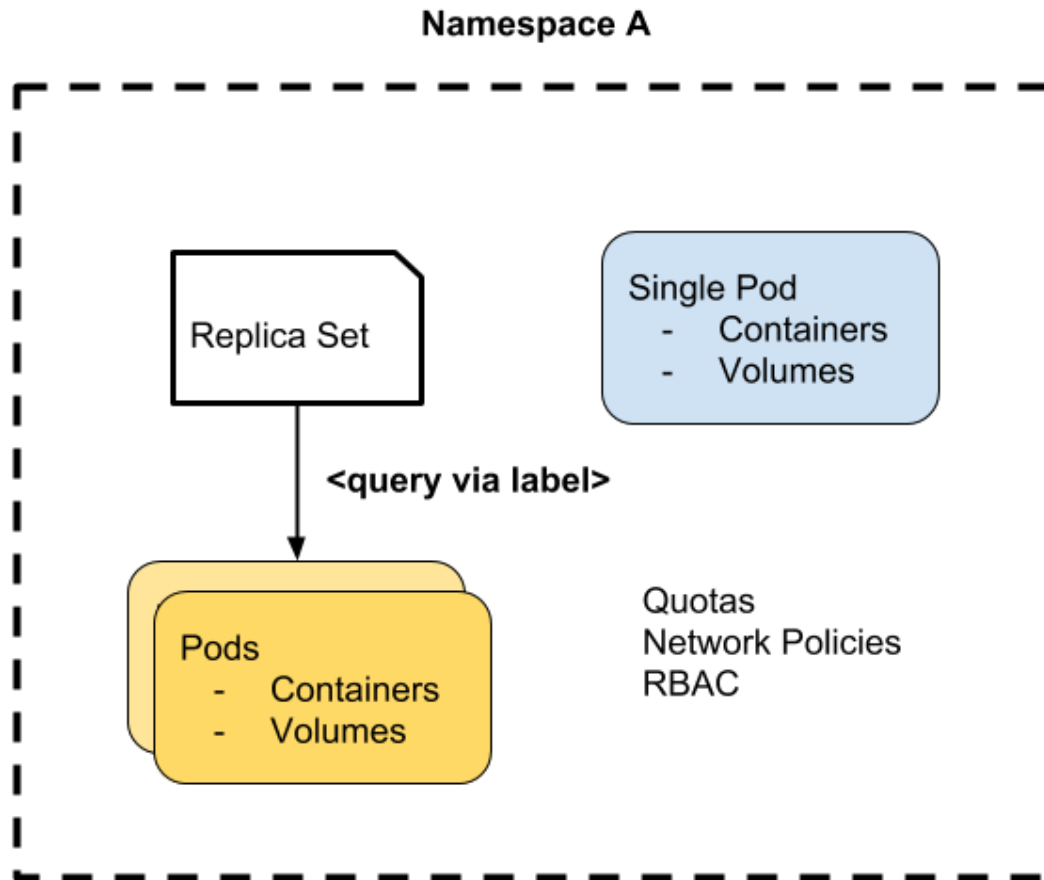 Namespace A
Replica Set
Single Pod
- Containers
- Volumes
<query via label>
Pods
- Containers
- Volumes
Quotas
Network Policies
RBAC